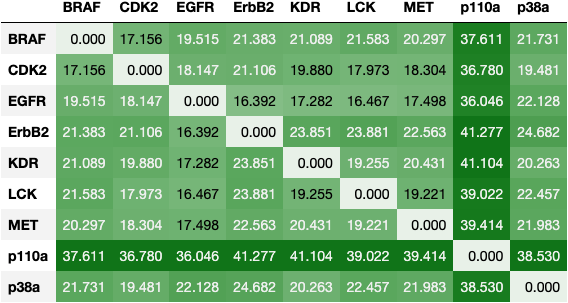 BRAF CDK2 EGFR ErbB2 KDR LCK MET p110a p38a
BRAF 0.000 17.156 19.515 21.383 21.089 21.583 20.297 37.611 21.731
CDK2 17.156 0.000 18.147 21.106 19.880 17.973 18.304 36.780 19.481
EGFR 19.515 18.147 0.000 16.392 17.282 16.467 17.498 36.046 22.128
ErbB2 21.383 21.106 16.392 0.000 23.851 23.881 22.563 41.277 24.682
KDR 21.089 19.880 17.282 23.851 0.000 19.255 20.431 41.104 20.263
LCK 21.583 17.973 16.467 23.881 19.255 0.000 19.221 39.022 22.457
MET 20.297 18.304 17.498 22.563 20.431 19.221 0.000 39.414 21.983
p110a 37.611 36.780 36.046 41.277 41.104 39.022 39.414 0.000 38.530
p38a 21.731 19.481 22.128 24.682 20.263 22.457 21.983 38.530 0.000